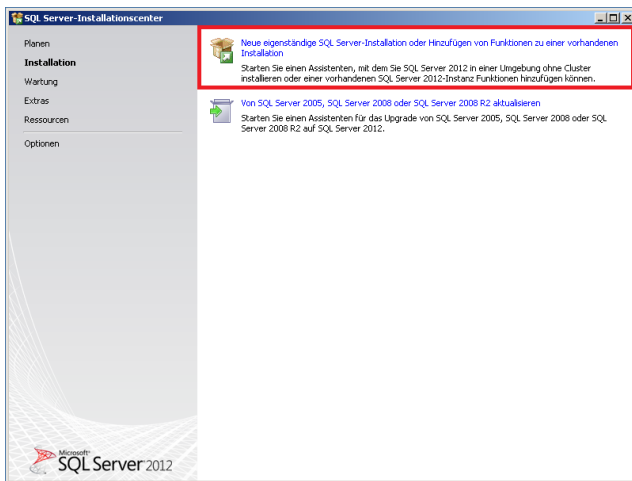 SQL Server-Installationscenter
Planen
Installation
Wartung
Extras
Ressourcen
Optionen
Neue eigenständige SQL Server-Installation oder Hinzufügen von Funktionen zu einer vorhandenen
Installation
Starten Sie einen Assistenten, mit dem Sie SQL Server 2012 in einer Umgebung ohne Cluster
installieren oder einer vorhandenen SQL Server 2012-Instanz Funktionen hinzufügen können.
Von SQL Server 2005, SQL Server 2008 oder SQL Server 2008 R2 aktualisieren
Starten Sie einen Assistenten für das Upgrade von SQL Server 2005, SQL Server 2008 oder SQL
Server 2008 R2 auf SQL Server 2012.
Microsoft
SQL Server 2012